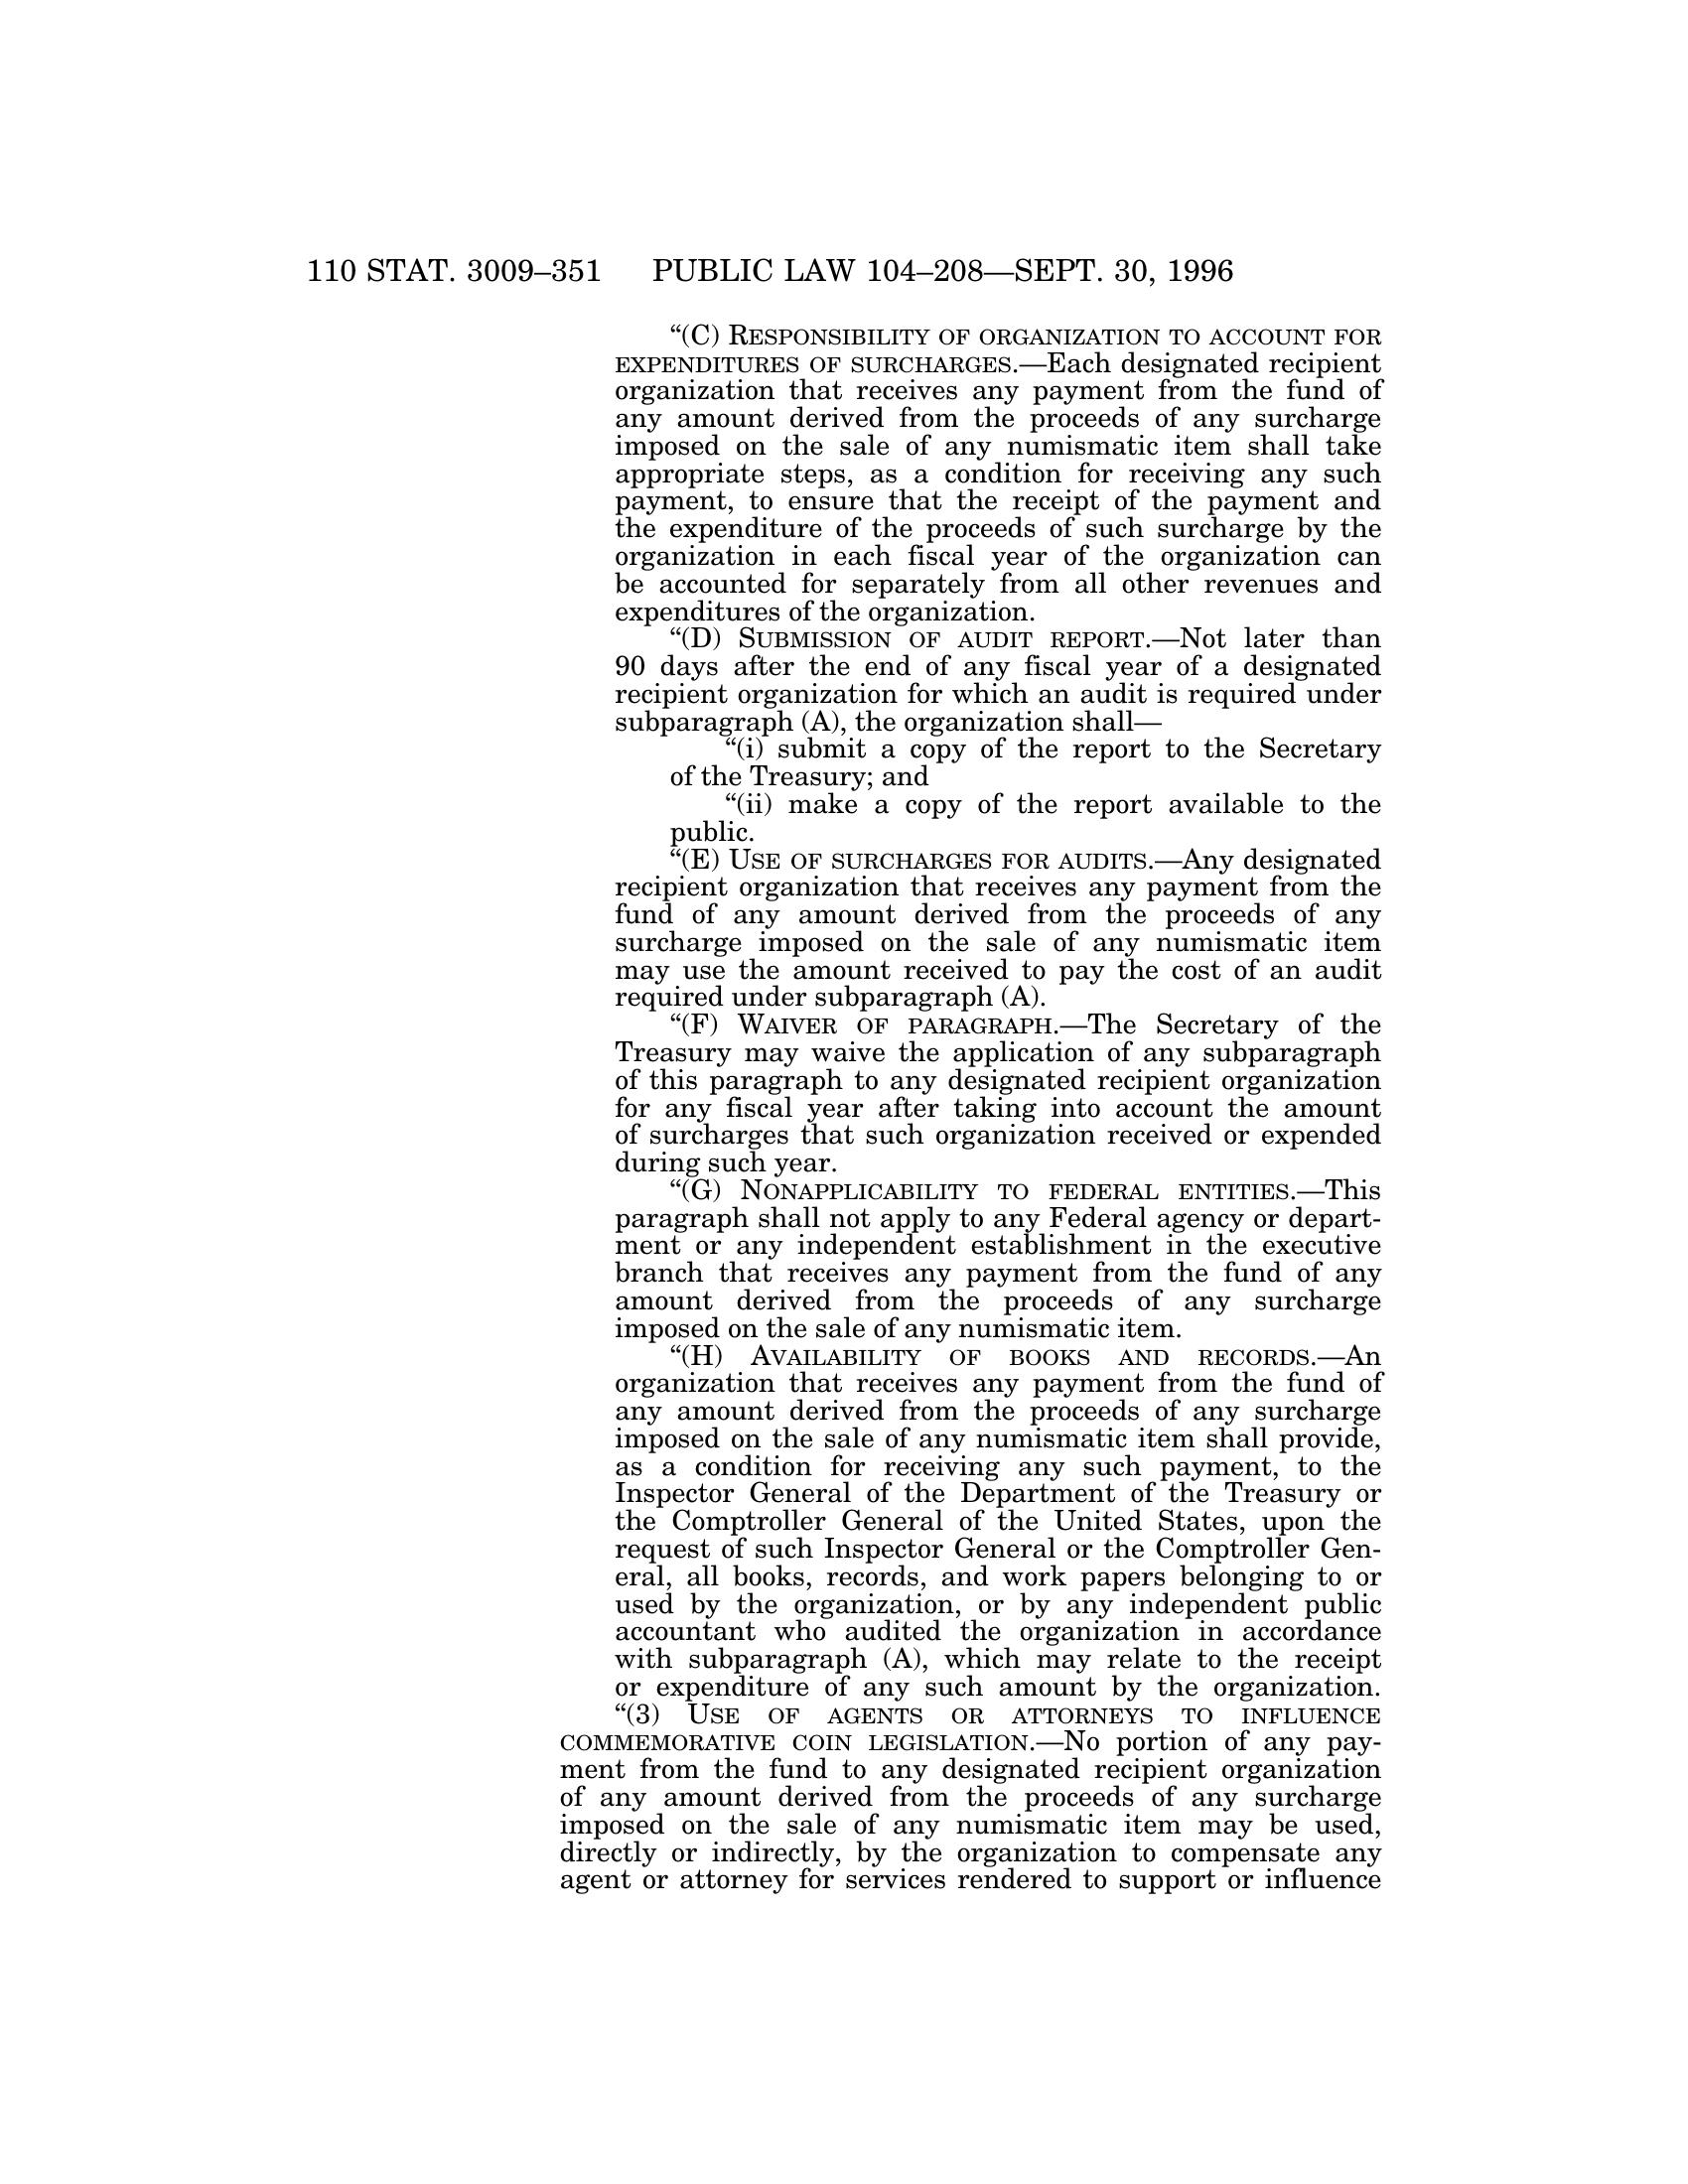 110 STAT. 3009–351 PUBLIC LAW 104–208—SEPT. 30, 1996
“(C) RESPONSIBILITY OF ORGANIZATION TO ACCOUNT FOR
EXPENDITURES OF SURCHARGES.—Each designated recipient
organization that receives any payment from the fund of
any amount derived from the proceeds of any surcharge
imposed on the sale of any numismatic item shall take
appropriate steps, as a condition for receiving any such
payment, to ensure that the receipt of the payment and
the expenditure of the proceeds of such surcharge by the
organization in each fiscal year of the organization can
be accounted for separately from all other revenues and
expenditures of the organization.
“(D) SUBMISSION OF AUDIT REPORT.—Not later than
90 days after the end of any fiscal year of a designated
recipient organization for which an audit is required under
subparagraph (A), the organization shall—
“(i) submit a copy of the report to the Secretary
of the Treasury; and
“(ii) make a copy of the report available to the
public.
“(E) USE OF SURCHARGES FOR AUDITS.—Any designated
recipient organization that receives any payment from the
fund of any amount derived from the proceeds of any
surcharge imposed on the sale of any numismatic item
may use the amount received to pay the cost of an audit
required under subparagraph (A).
“(F) WAIVER OF PARAGRAPH.—The Secretary of the
Treasury may waive the application of any subparagraph
of this paragraph to any designated recipient organization
for any fiscal year after taking into account the amount
of surcharges that such organization received or expended
during such year.
“(G) NONAPPLICABILITY TO FEDERAL ENTITIES.—This
paragraph shall not apply to any Federal agency or depart-
ment or any independent establishment in the executive
branch that receives any payment from the fund of any
amount derived from the proceeds of any surcharge
imposed on the sale of any numismatic item.
“(H) AVAILABILITY OF BOOKS AND RECORDS.—An
organization that receives any payment from the fund of
any amount derived from the proceeds of any surcharge
imposed on the sale of any numismatic item shall provide,
as a condition for receiving any such payment, to the
Inspector General of the Department of the Treasury or
the Comptroller General of the United States, upon the
request of such Inspector General or the Comptroller Gen-
eral, all books, records, and work papers belonging to or
used by the organization, or by any independent public
accountant who audited the organization in accordance
with subparagraph (A), which may relate to the receipt
or expenditure of any such amount by the organization.
“(3) USE OF AGENTS OR ATTORNEYS TO INFLUENCE
COMMEMORATIVE COIN LEGISLATION.—No portion of any pay-
ment from the fund to any designated recipient organization
of any amount derived from the proceeds of any surcharge
imposed on the sale of any numismatic item may be used,
directly or indirectly, by the organization to compensate any
agent or attorney for services rendered to support or influence